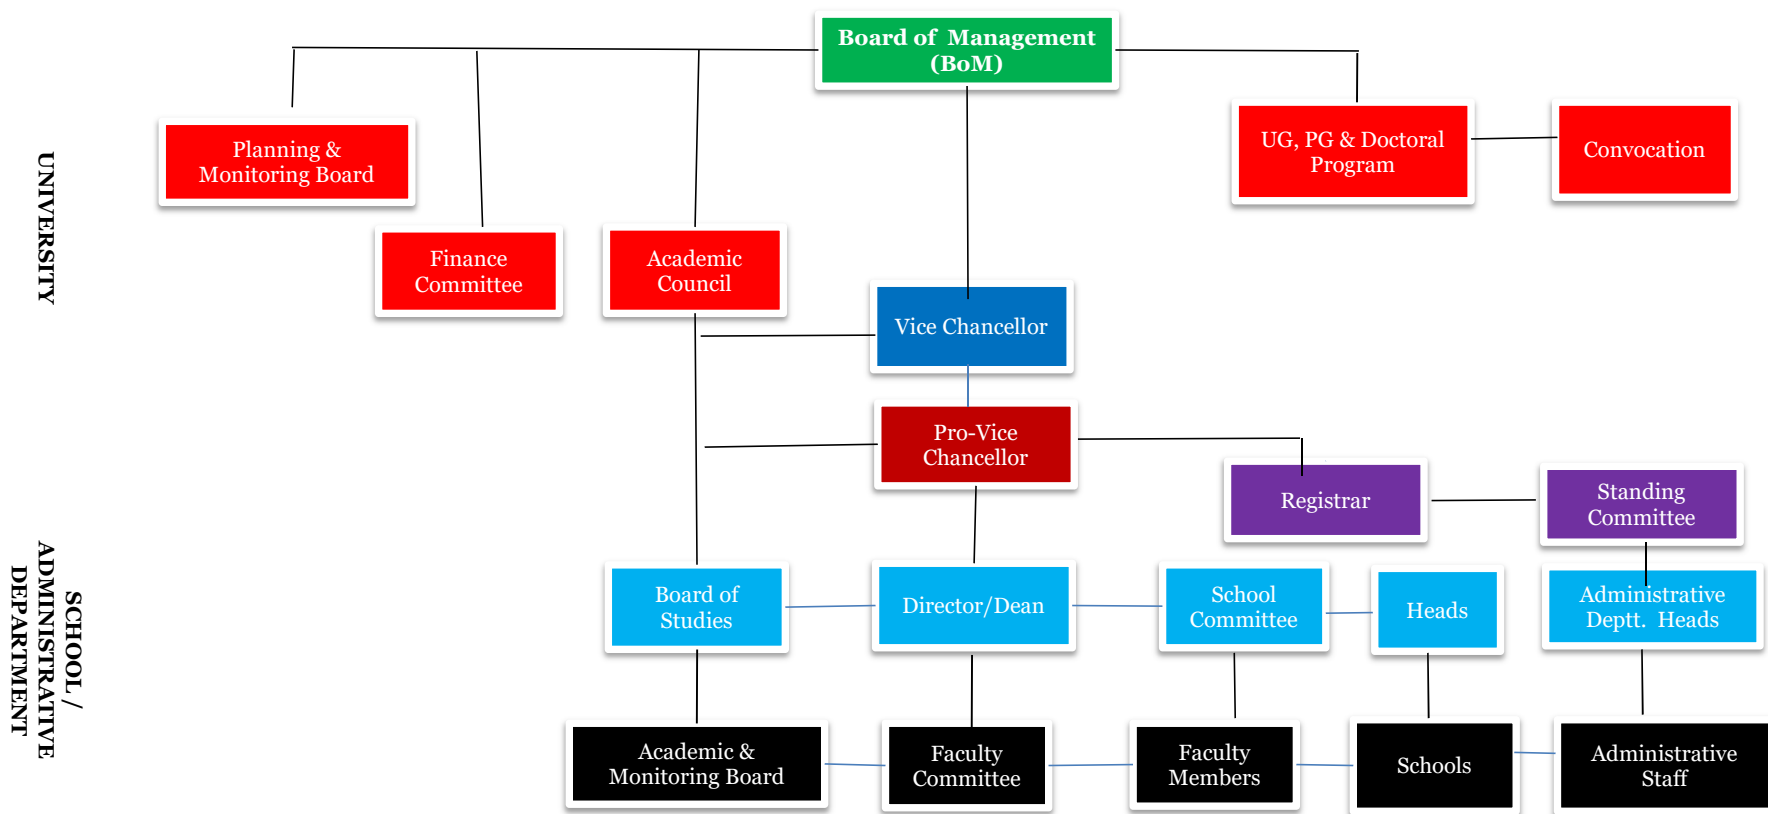 Board of Management
(BoM)
UNIVERSITY
Planning &
Monitoring Board
UG, PG & Doctoral
Program
Convocation
Finance
Committee
Academic
Council
Vice Chancellor
Pro-Vice
Chancellor
Registrar
Standing
Committee
SCHOOL /
ADMINISTRATIVE
DEPARTMENT
Board of
Studies
Director/Dean
School
Committee
Heads
Administrative
Deptt. Heads
Academic &
Monitoring Board
Faculty
Committee
Faculty
Members
Schools
Administrative
Staff